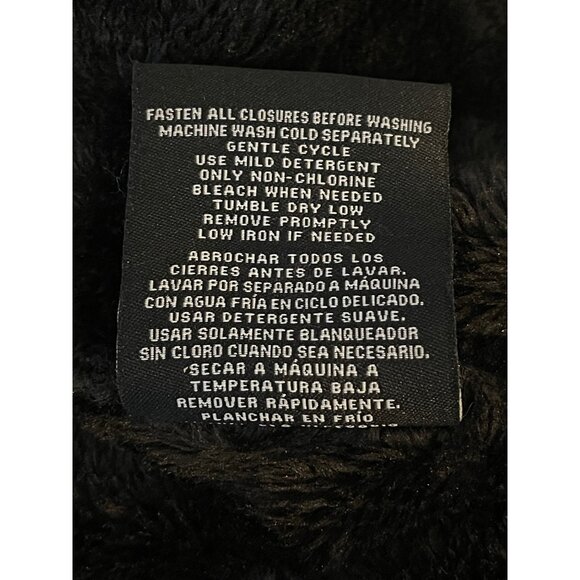 FASTEN ALL CLOSURES BEFORE WASHING
MACHINE WASH COLD SEPARATELY
GENTLE CYCLE
USE MILD DETERGENT
ONLY NON-CHLORINE
BLEACH WHEN NEEDED
TUMBLE DRY LOW
REMOVE PROMPTLY
LOW IRON IF NEEDED
ABROCHAR TODOS LOS
CIERRES ANTES DE LAVAR.
LAVAR POR SEPARADO A MÁQUINA
CON AGUA FRÍA EN CICLO DELICADO.
USAR DETERGENTE SUAVE.
USAR SOLAMENTE BLANQUEADOR
SIN CLORO CUANDO SEA NECESARIO.
SECAR A MÁQUINA A
TEMPERATURA BAJA
REMOVER RÁPIDAMENTE.
PLANCHAR EN FRÍO